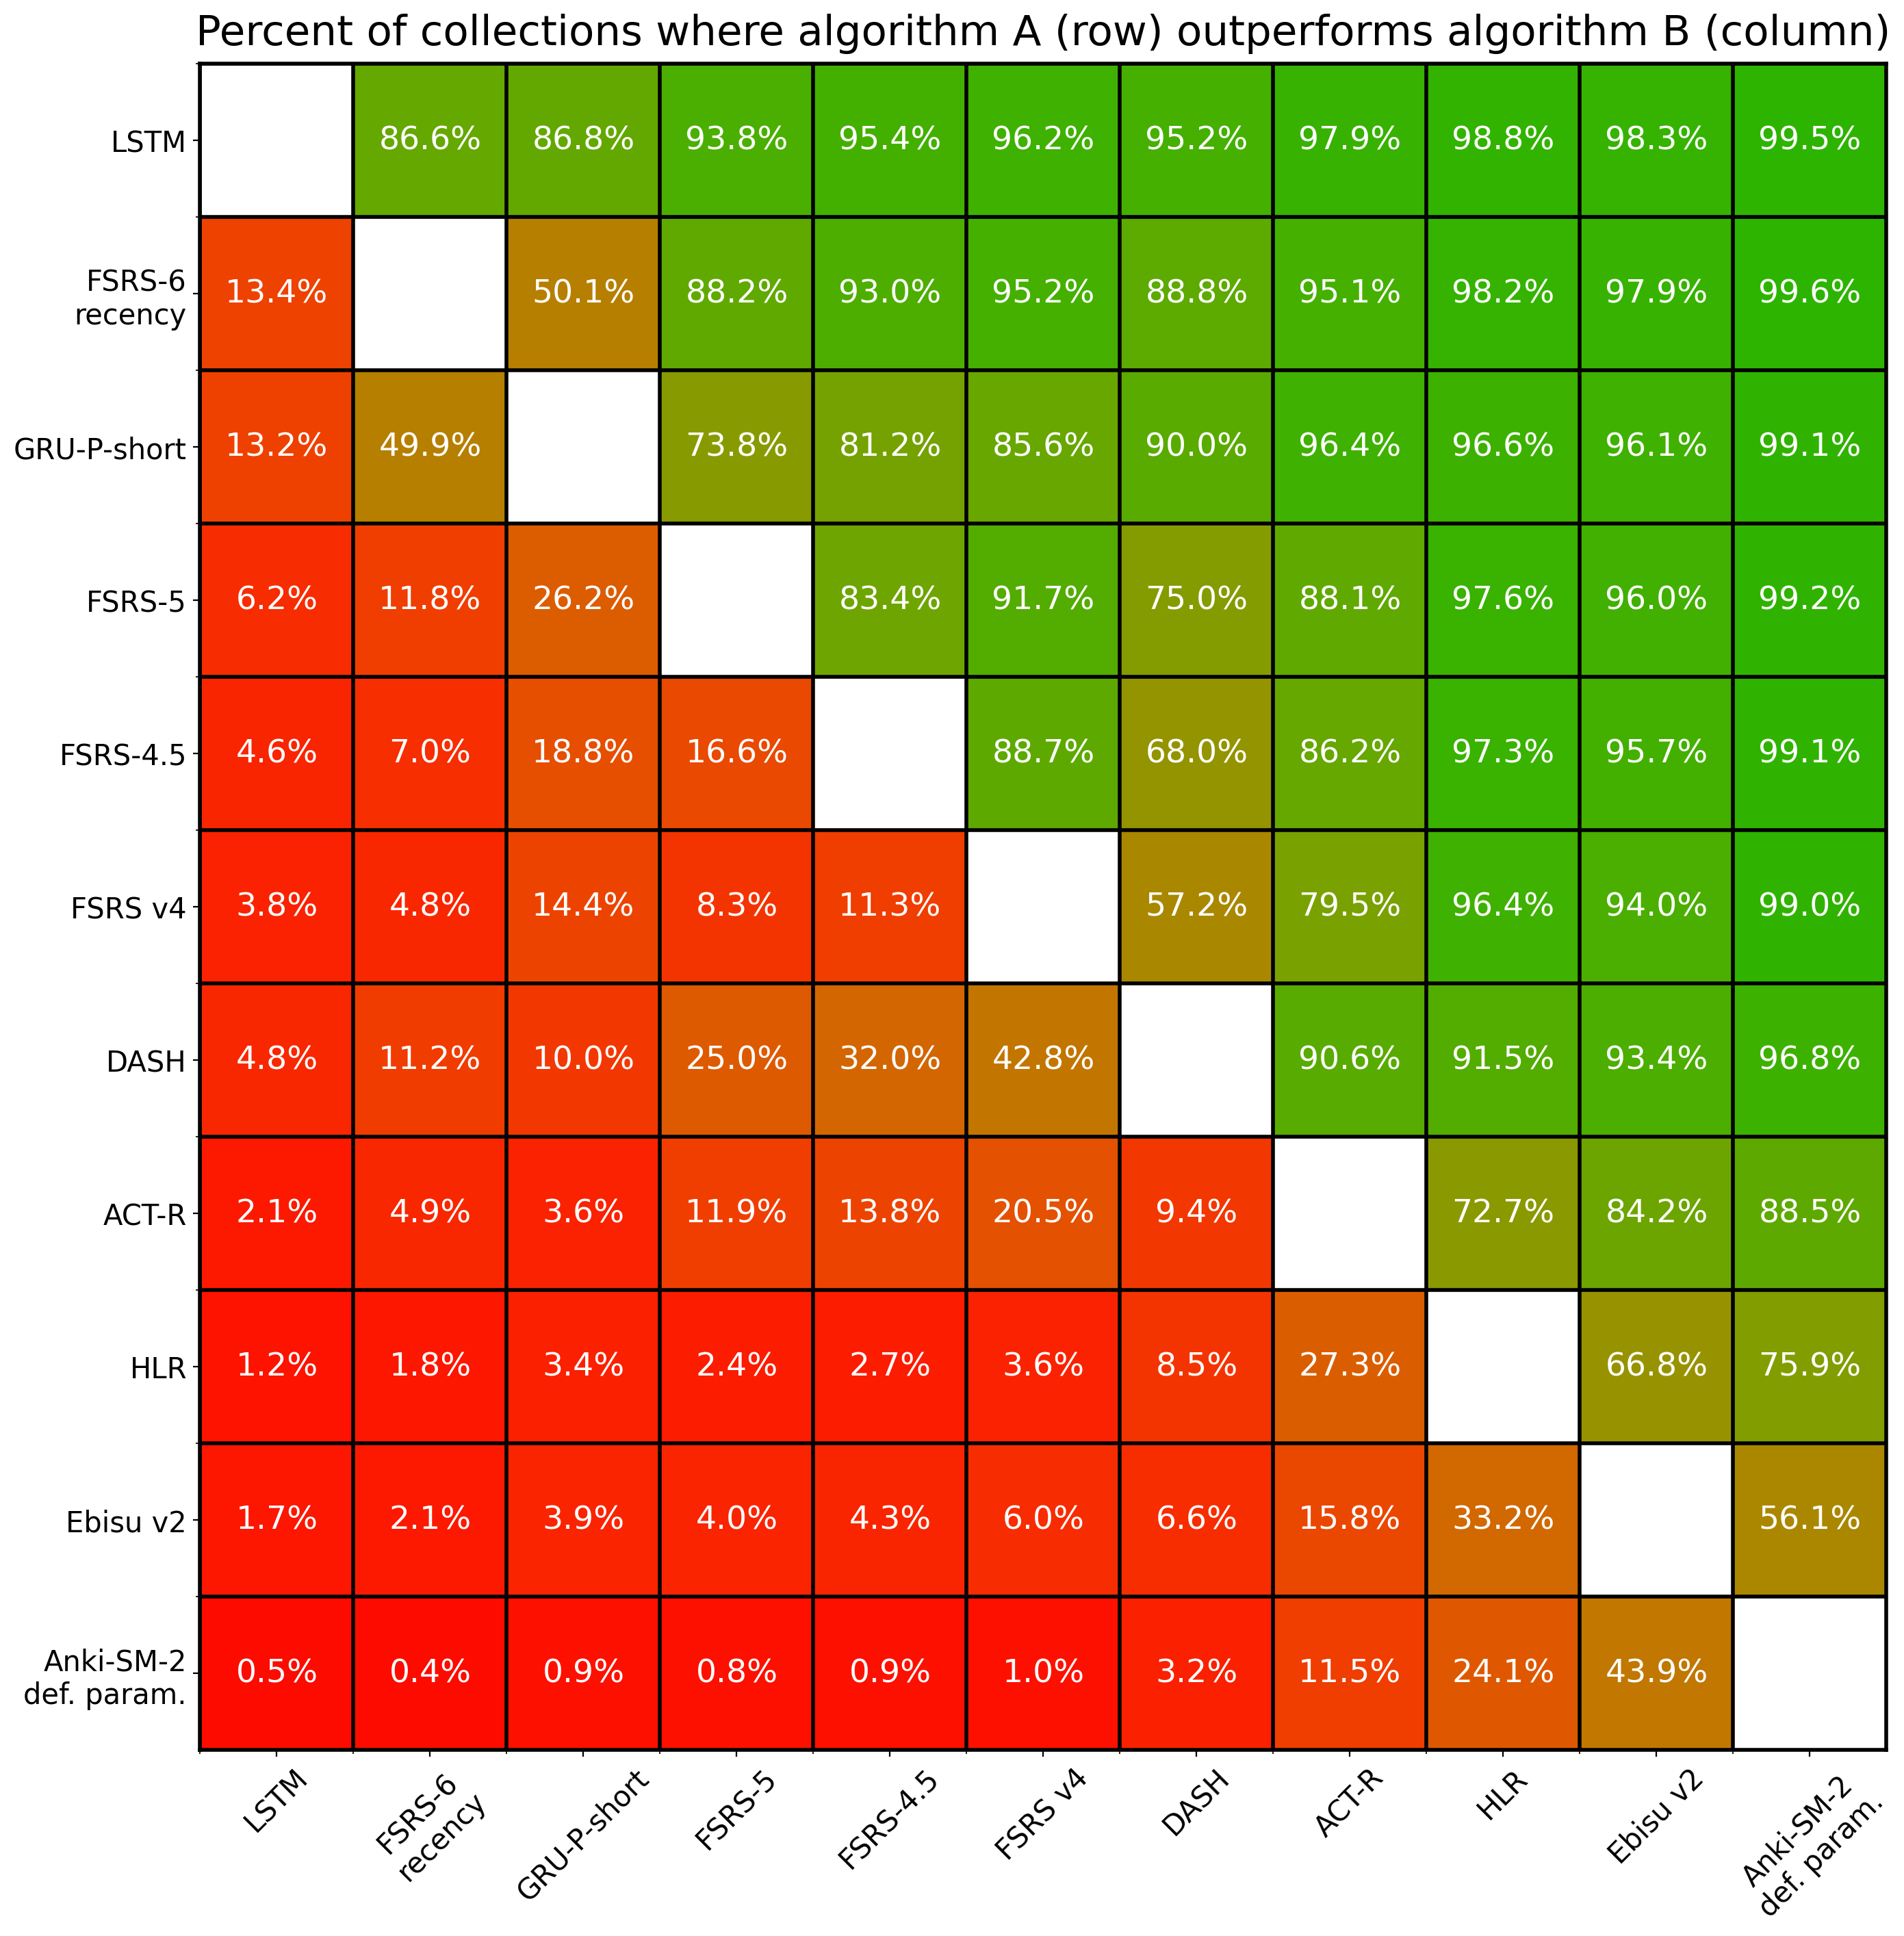 Percent of collections where algorithm A (row) outperforms algorithm B (column)
LSTM 86.6% 86.8% 93.8% 95.4% 96.2% 95.2% 97.9% 98.8% 98.3% 99.5%
FSRS-6
recency 13.4% 50.1% 88.2% 93.0% 95.2% 88.8% 95.1% 98.2% 97.9% 99.6%
GRU-P-short 13.2% 49.9% 73.8% 81.2% 85.6% 90.0% 96.4% 96.6% 96.1% 99.1%
FSRS-5 6.2% 11.8% 26.2% 83.4% 91.7% 75.0% 88.1% 97.6% 96.0% 99.2%
FSRS-4.5 4.6% 7.0% 18.8% 16.6% 88.7% 68.0% 86.2% 97.3% 95.7% 99.1%
FSRS v4 3.8% 4.8% 14.4% 8.3% 11.3% 57.2% 79.5% 96.4% 94.0% 99.0%
DASH 4.8% 11.2% 10.0% 25.0% 32.0% 42.8% 90.6% 91.5% 93.4% 96.8%
ACT-R 2.1% 4.9% 3.6% 11.9% 13.8% 20.5% 9.4% 72.7% 84.2% 88.5%
HLR 1.2% 1.8% 3.4% 2.4% 2.7% 3.6% 8.5% 27.3% 66.8% 75.9%
Ebisu v2 1.7% 2.1% 3.9% 4.0% 4.3% 6.0% 6.6% 15.8% 33.2% 56.1%
Anki-SM-2
def. param. 0.5% 0.4% 0.9% 0.8% 0.9% 1.0% 3.2% 11.5% 24.1% 43.9%
LSTM
FSRS-6
recency
GRU-P-short
FSRS-5
FSRS-4.5
FSRS v4
DASH
ACT-R
HLR
Ebisu v2
Anki-SM-2
def. param.